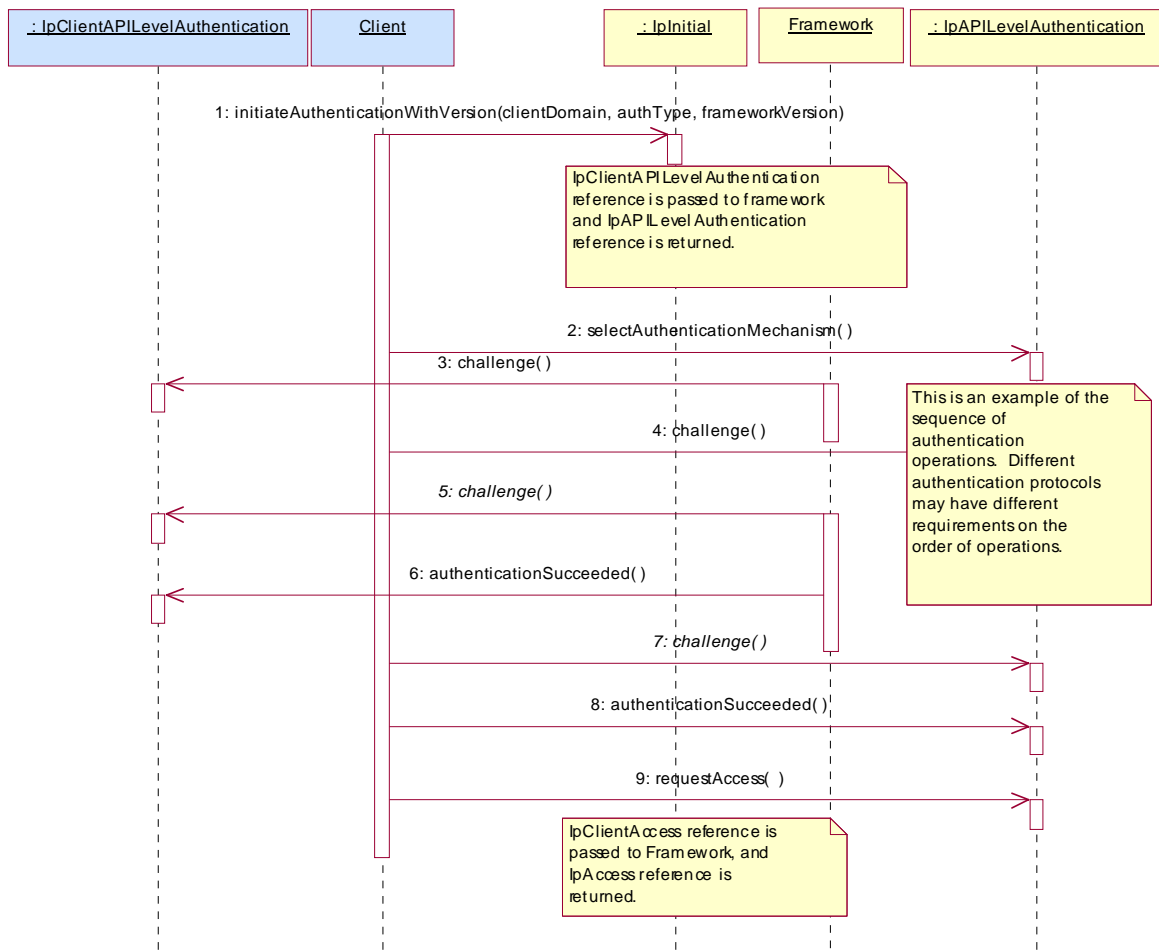 : IpClientAPILevelAuthentication
Client
: IpInitial
Framework
: IpAPILevelAuthentication
1: initiateAuthenticationWithVersion(clientDomain, authType, frameworkVersion)
IpClientAPILevelAuthentication
reference is passed to framework
and IpAPILevelAuthentication
reference is returned.
2: selectAuthenticationMechanism( )
3: challenge( )
This is an example of the
sequence of
authentication
operations. Different
authentication protocols
may have different
requirements on the
order of operations.
4: challenge( )
5: challenge( )
6: authenticationSucceeded( )
7: challenge( )
8: authenticationSucceeded( )
9: requestAccess( )
IpClientAccess reference is
passed to Framework, and
IpAccess reference is
returned.